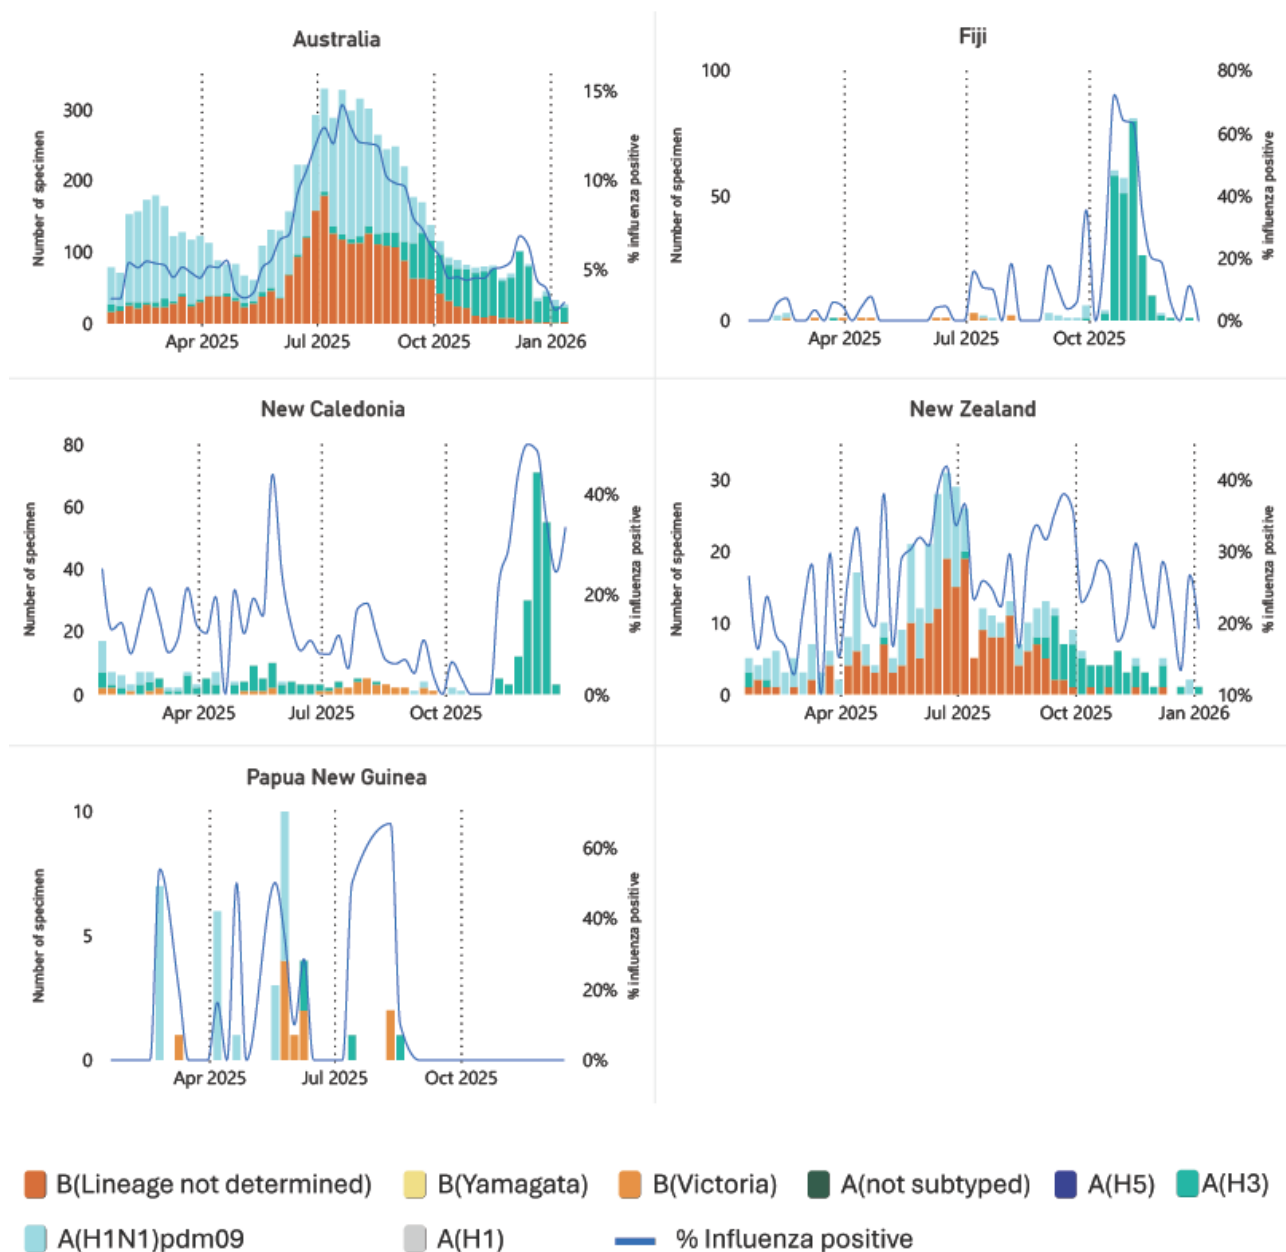 Australia
Number of specimen
300
200
100
0
15%
10%
5%
% influenza positive
Apr 2025 Jul 2025 Oct 2025 Jan 2026
Fiji
Number of specimen
100
50
0
80%
60%
40%
20%
0%
% influenza positive
Apr 2025 Jul 2025 Oct 2025
New Caledonia
Number of specimen
80
60
40
20
0
40%
20%
0%
% influenza positive
Apr 2025 Jul 2025 Oct 2025
New Zealand
Number of specimen
30
20
10
0
40%
30%
20%
10%
% influenza positive
Apr 2025 Jul 2025 Oct 2025 Jan 2026
Papua New Guinea
Number of specimen
10
5
0
60%
40%
20%
0%
% influenza positive
Apr 2025 Jul 2025 Oct 2025
B(Lineage not determined) B(Yamagata) B(Victoria) A(not subtyped) A(H5) A(H3)
A(H1N1)pdm09 A(H1) % Influenza positive